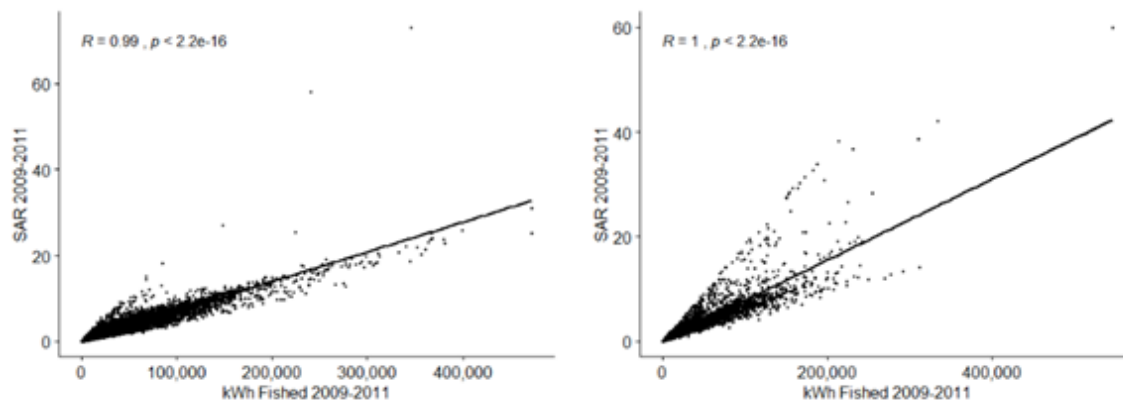 R = 0.99 , p < 2.2e-16
SAR 2009-2011
60
40
20
0
0 100,000 200,000 300,000 400,000
kWh Fished 2009-2011
R = 1 , p < 2.2e-16
SAR 2009-2011
60
40
20
0
0 200,000 400,000
kWh Fished 2009-2011